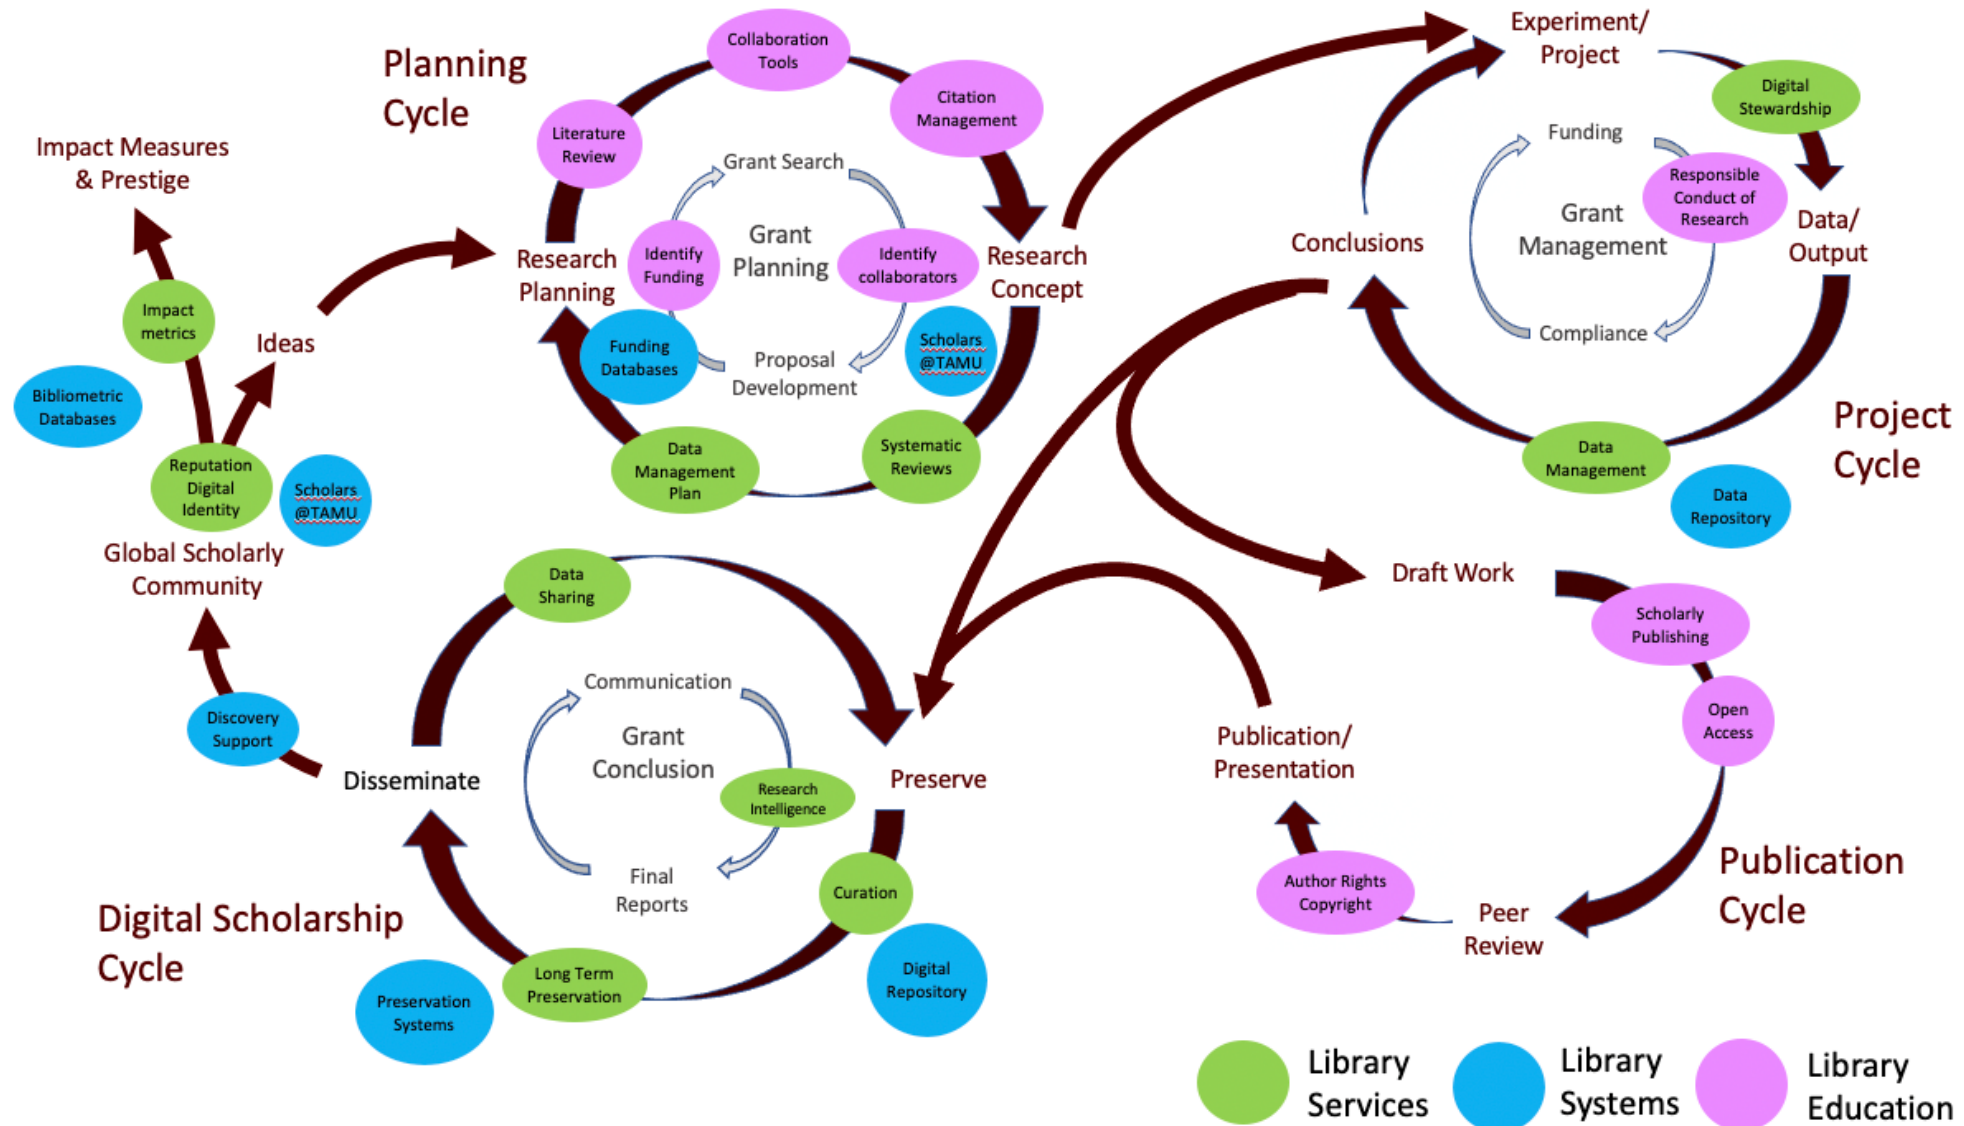 Planning
Cycle
Collaboration
Tools
Citation
Management
Literature
Review
Grant Search
Grant
Planning
Identify
Funding
Identify
collaborators
Research
Planning
Research
Concept
Funding
Databases
Proposal
Development
Scholars
@TAMU
Data
Management
Plan
Systematic
Reviews
Experiment/
Project
Digital
Stewardship
Funding
Responsible
Conduct of
Research
Grant
Management
Data/
Output
Conclusions
Compliance
Data
Management
Data
Repository
Project
Cycle
Impact Measures
& Prestige
Impact
metrics
Ideas
Bibliometric
Databases
Reputation
Digital
Identity
Scholars
@TAMU
Global Scholarly
Community
Discovery
Support
Data
Sharing
Communication
Grant
Conclusion
Research
Intelligence
Final
Reports
Disseminate
Preserve
Curation
Digital
Repository
Long Term
Preservation
Preservation
Systems
Digital Scholarship
Cycle
Draft Work
Scholarly
Publishing
Open
Access
Publication/
Presentation
Author Rights
Copyright
Peer
Review
Publication
Cycle
Library
Services
Library
Systems
Library
Education